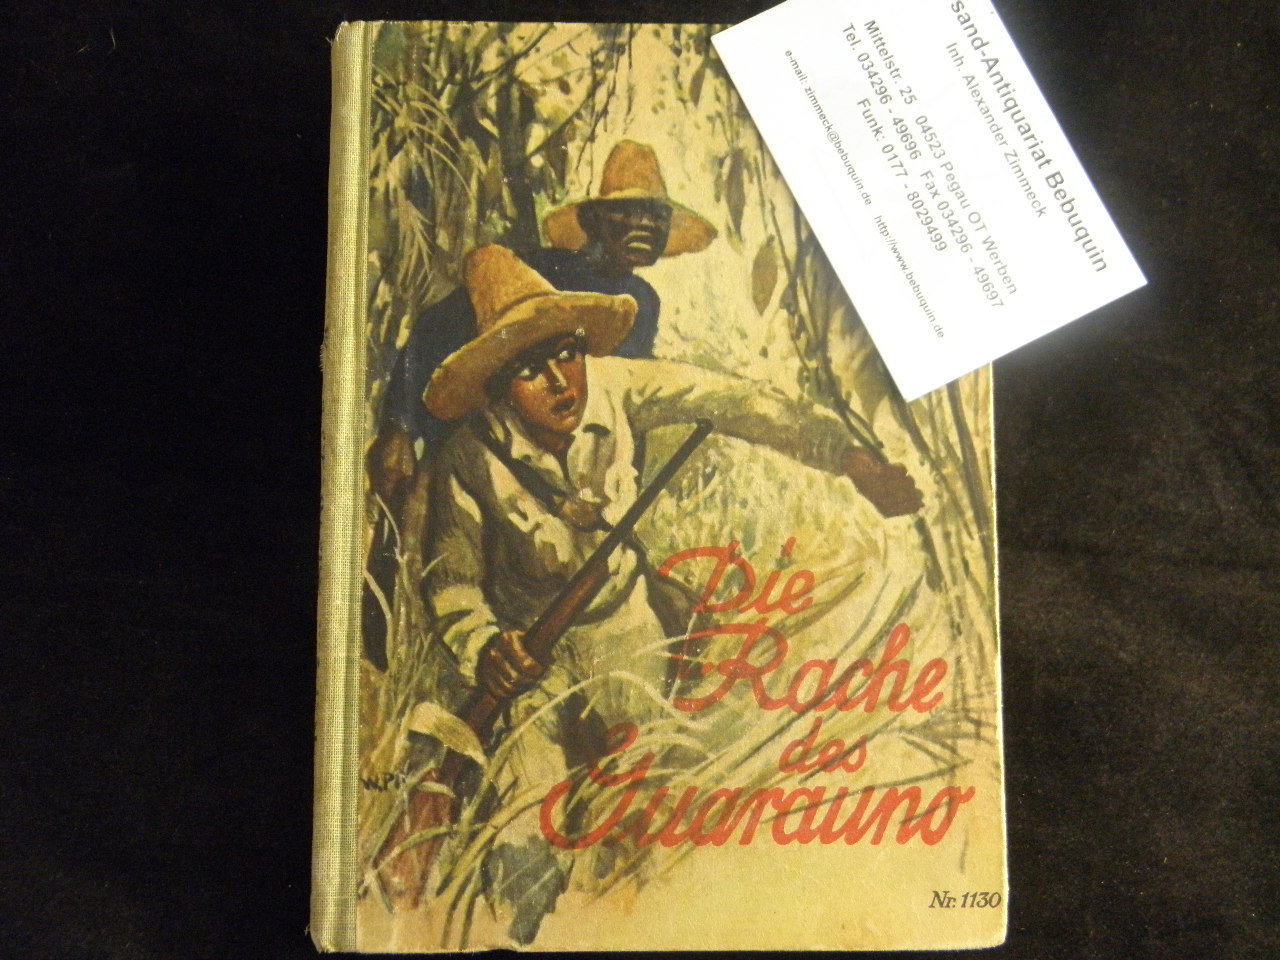 sand-Antiquariat Bebuquin
Inh. Alexander Zimmeck
Mittelstr. 25 04523 Pegau OT Werben
Tel. 034296 - 49696 Fax 034296 - 49697
Funk: 0177 - 8029499
e-mail: zimmeck@bebuquin.de http://www.bebuquin.de
Die
Rache
des
Guarauno
Nr. 1130